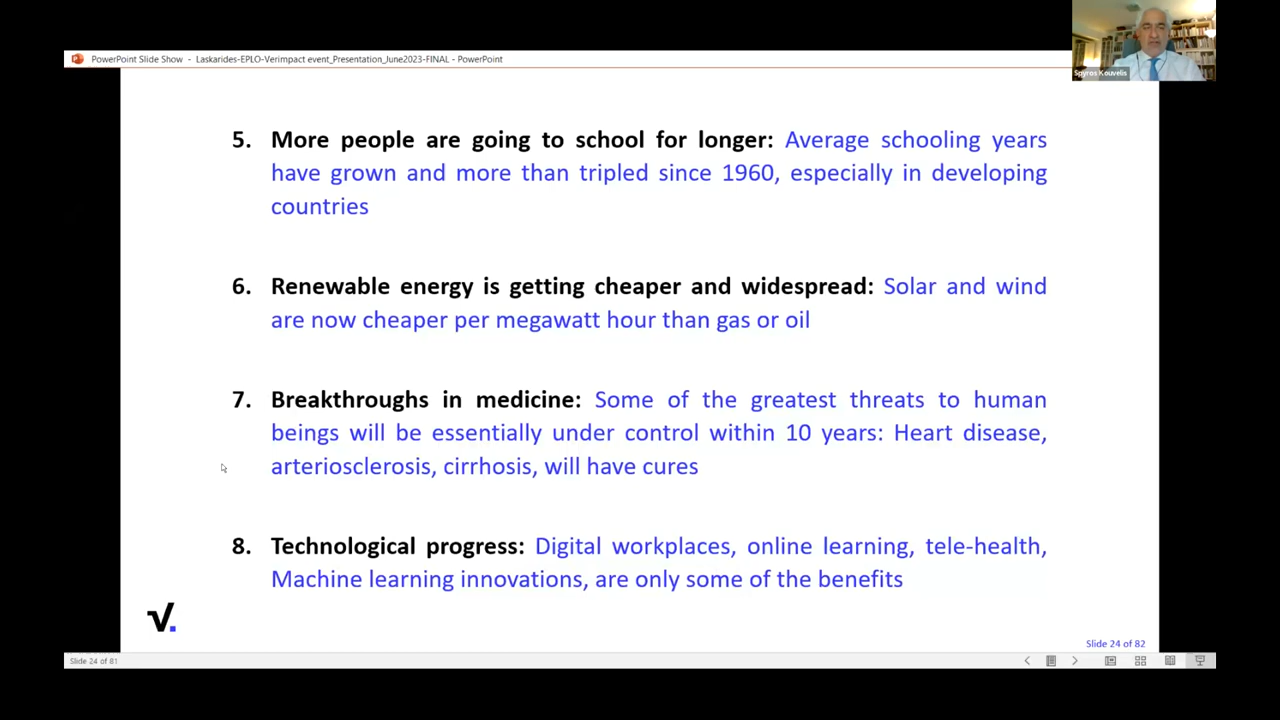 PowerPoint Slide Show - Laskarides-EPLO-Verimpact event_Presentation_June2023-FINAL - PowerPoint
Spyros Kouvelis
5. More people are going to school for longer: Average schooling years
have grown and more than tripled since 1960, especially in developing
countries
6. Renewable energy is getting cheaper and widespread: Solar and wind
are now cheaper per megawatt hour than gas or oil
7. Breakthroughs in medicine: Some of the greatest threats to human
beings will be essentially under control within 10 years: Heart disease,
arteriosclerosis, cirrhosis, will have cures
8. Technological progress: Digital workplaces, online learning, tele-health,
Machine learning innovations, are only some of the benefits
V.
Slide 24 of 82
Slide 24 of 81